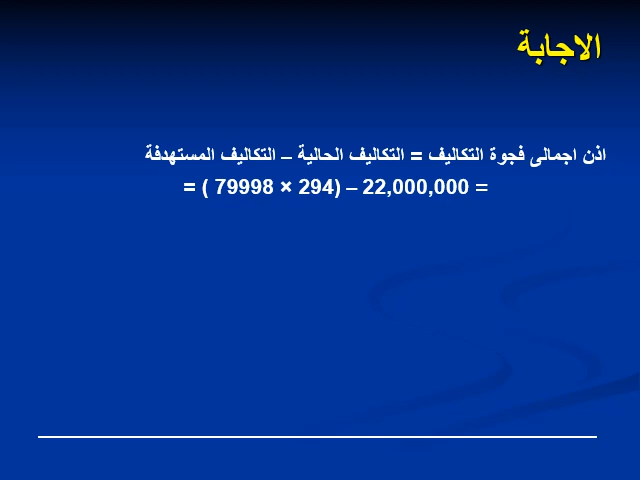 الاجابة
اذن اجمالى فجوة التكاليف = التكاليف الحالية – التكاليف المستهدفة
= 22,000,000 – (294 × 79998 ) =